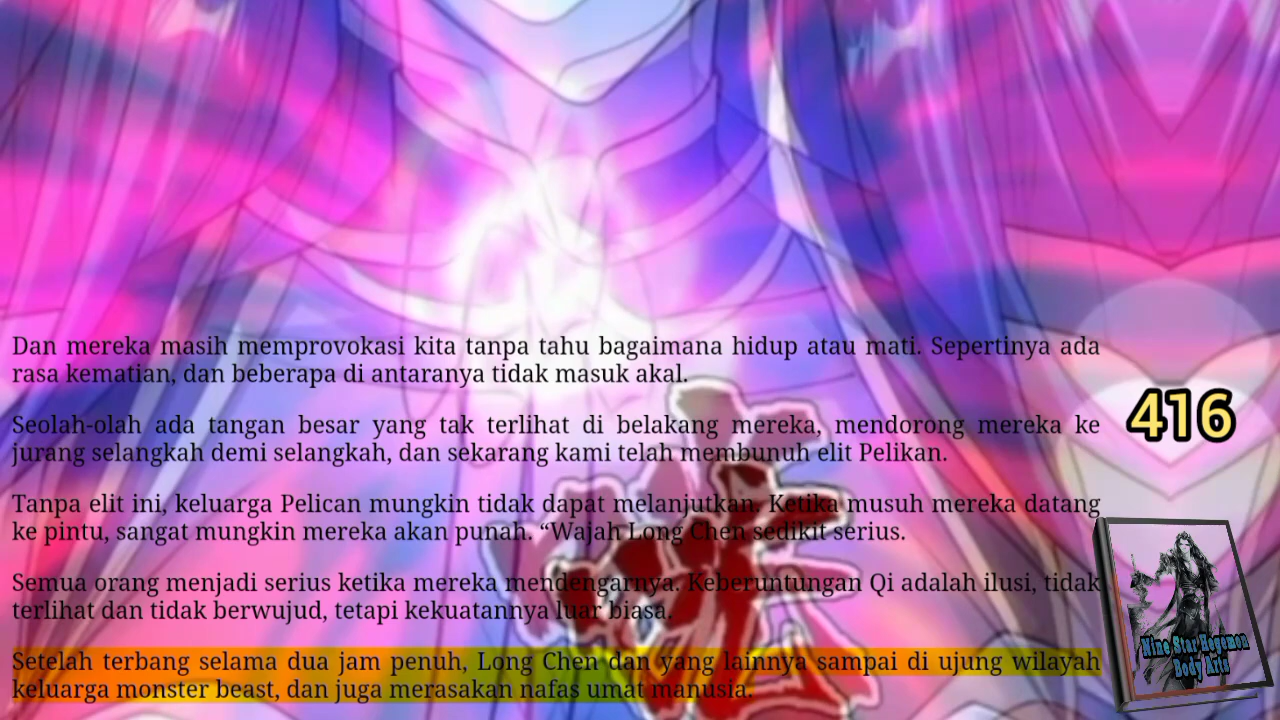 Dan mereka masih memprovokasi kita tanpa tahu bagaimana hidup atau mati. Sepertinya ada
rasa kematian, dan beberapa di antaranya tidak masuk akal.
Seolah-olah ada tangan besar yang tak terlihat di belakang mereka, mendorong mereka ke
jurang selangkah demi selangkah, dan sekarang kami telah membunuh elit Pelikan.
Tanpa elit ini, keluarga Pelican mungkin tidak dapat melanjutkan. Ketika musuh mereka datang
ke pintu, sangat mungkin mereka akan punah. “Wajah Long Chen sedikit serius.
Semua orang menjadi serius ketika mereka mendengarnya. Keberuntungan Qi adalah ilusi, tidak
terlihat dan tidak berwujud, tetapi kekuatannya luar biasa.
Setelah terbang selama dua jam penuh, Long Chen dan yang lainnya sampai di ujung wilayah
keluarga monster beast, dan juga merasakan nafas umat manusia.
416
Nine Star Hegemon
Body Arts